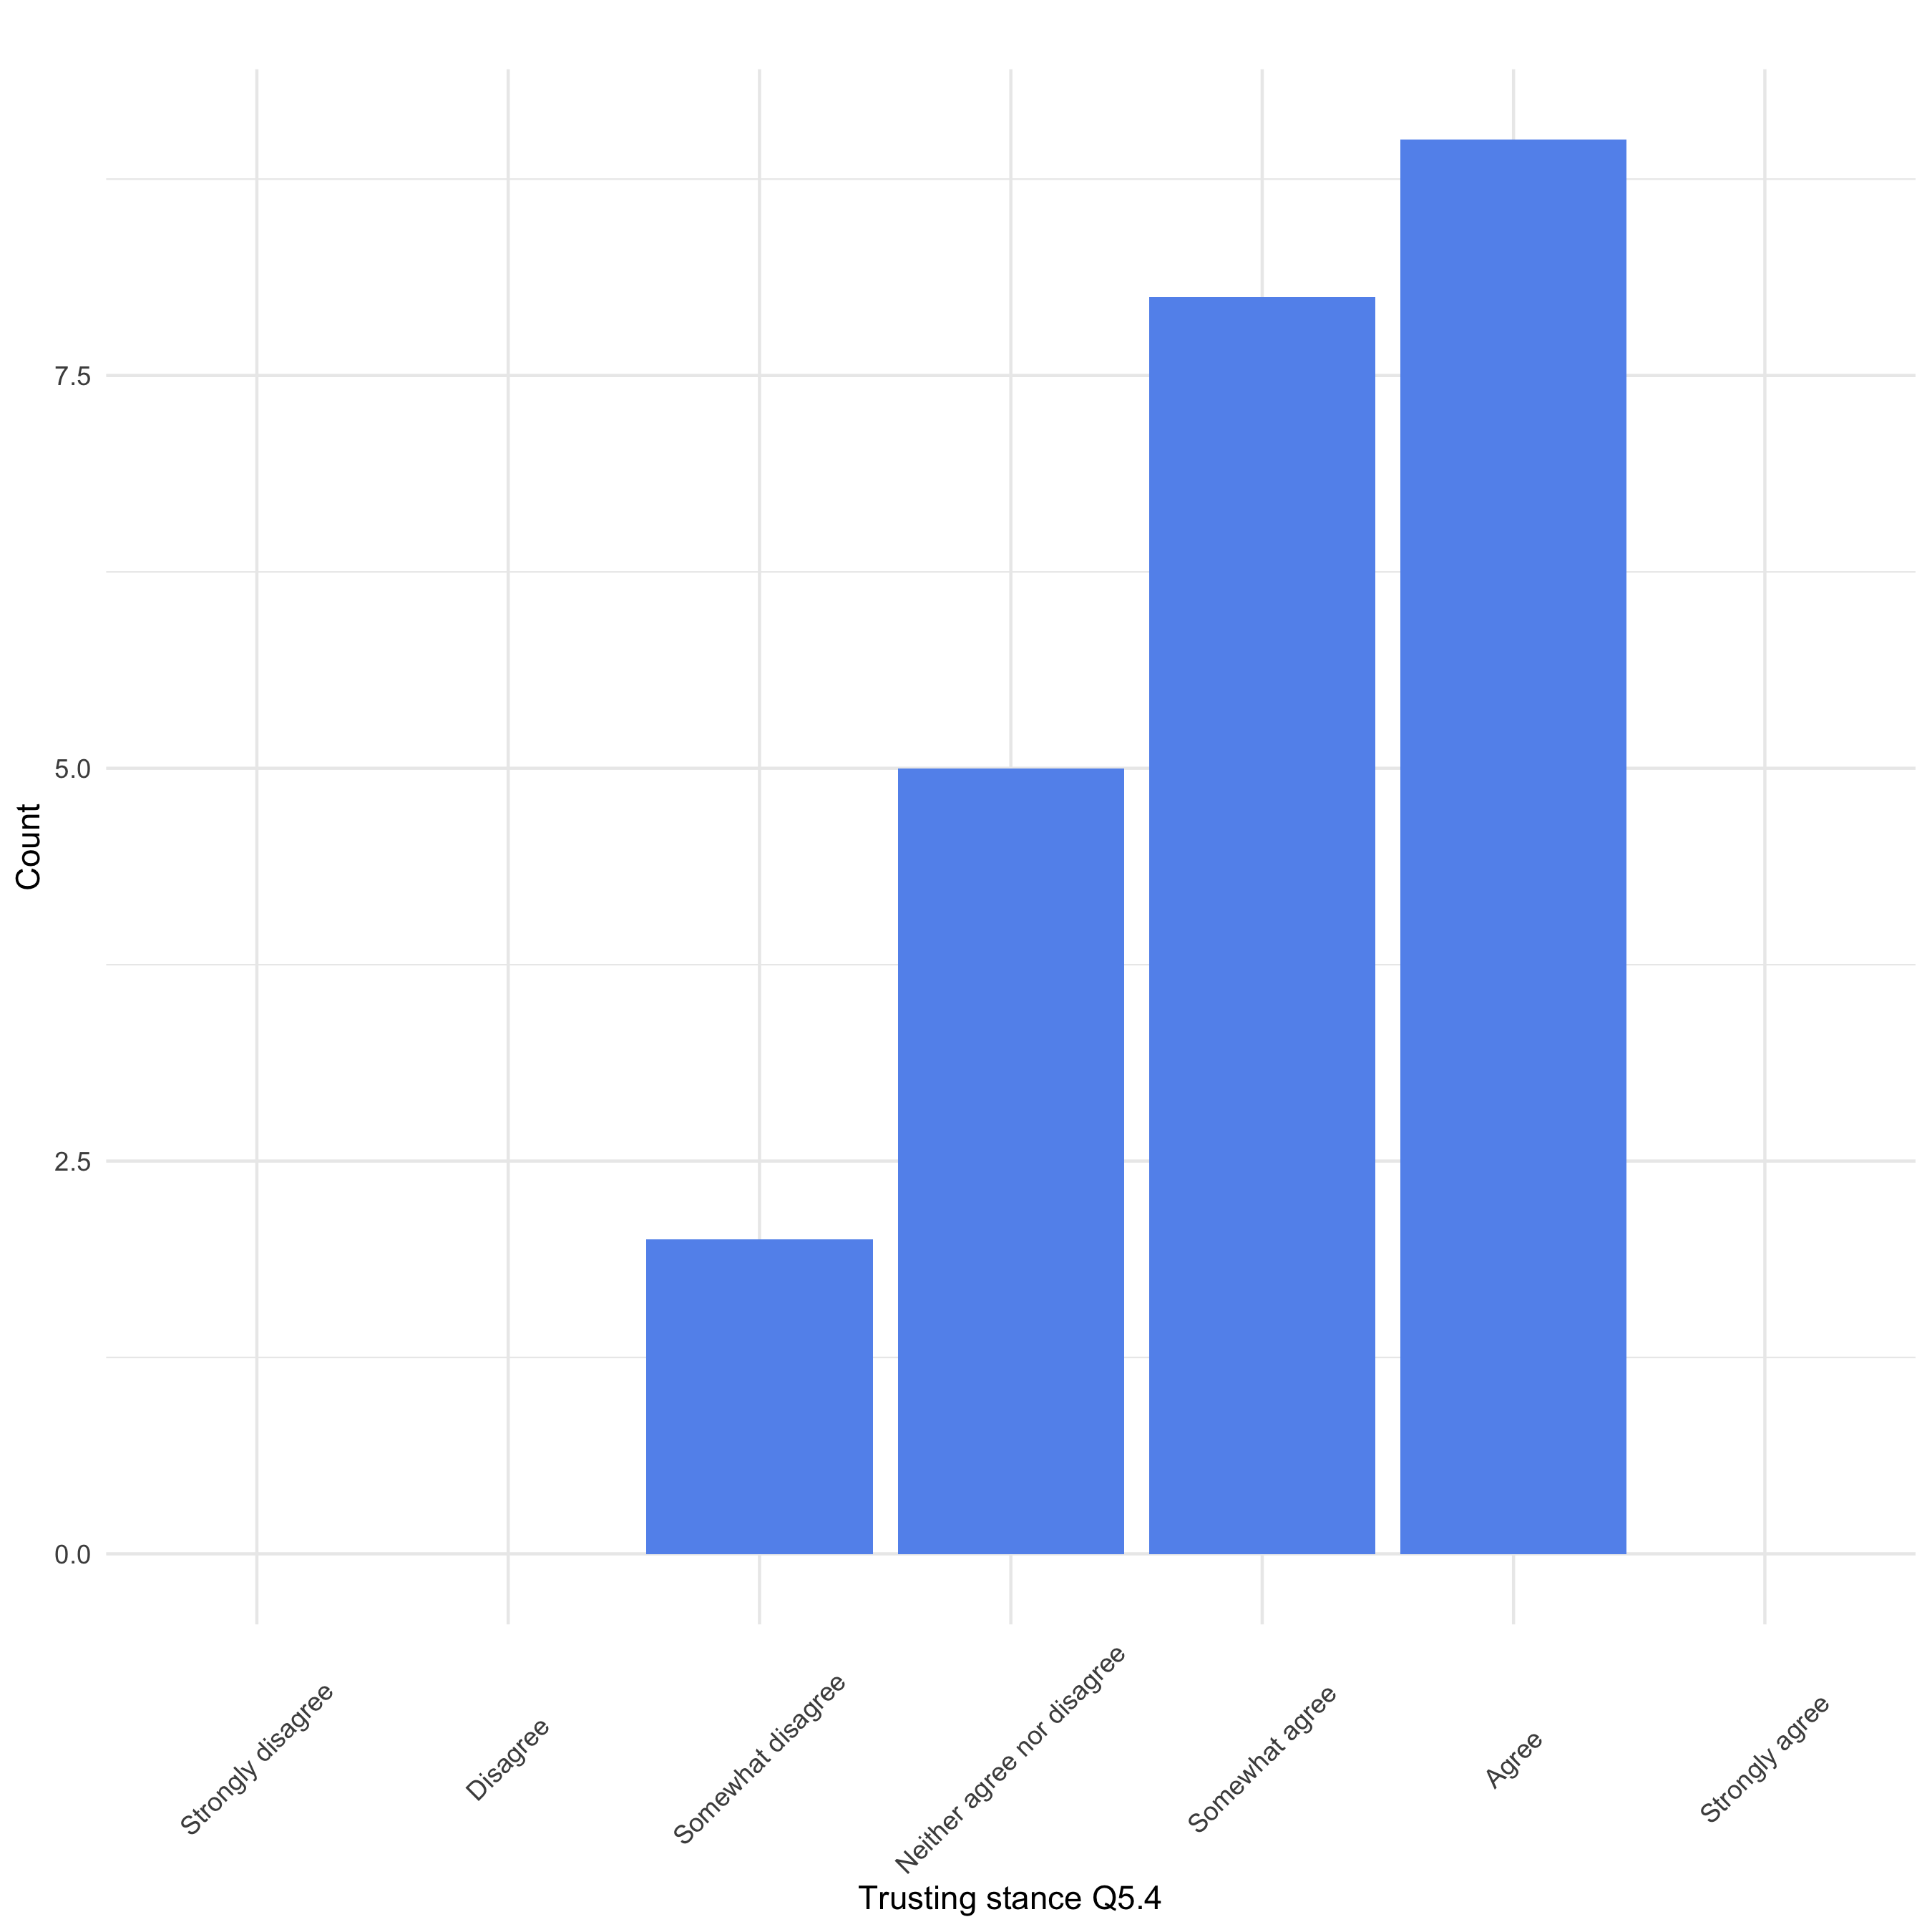 Count
7.5
5.0
2.5
0.0
Strongly disagree
Disagree
Somewhat disagree
Neither agree nor disagree
Somewhat agree
Agree
Strongly agree
Trusting stance Q5.4